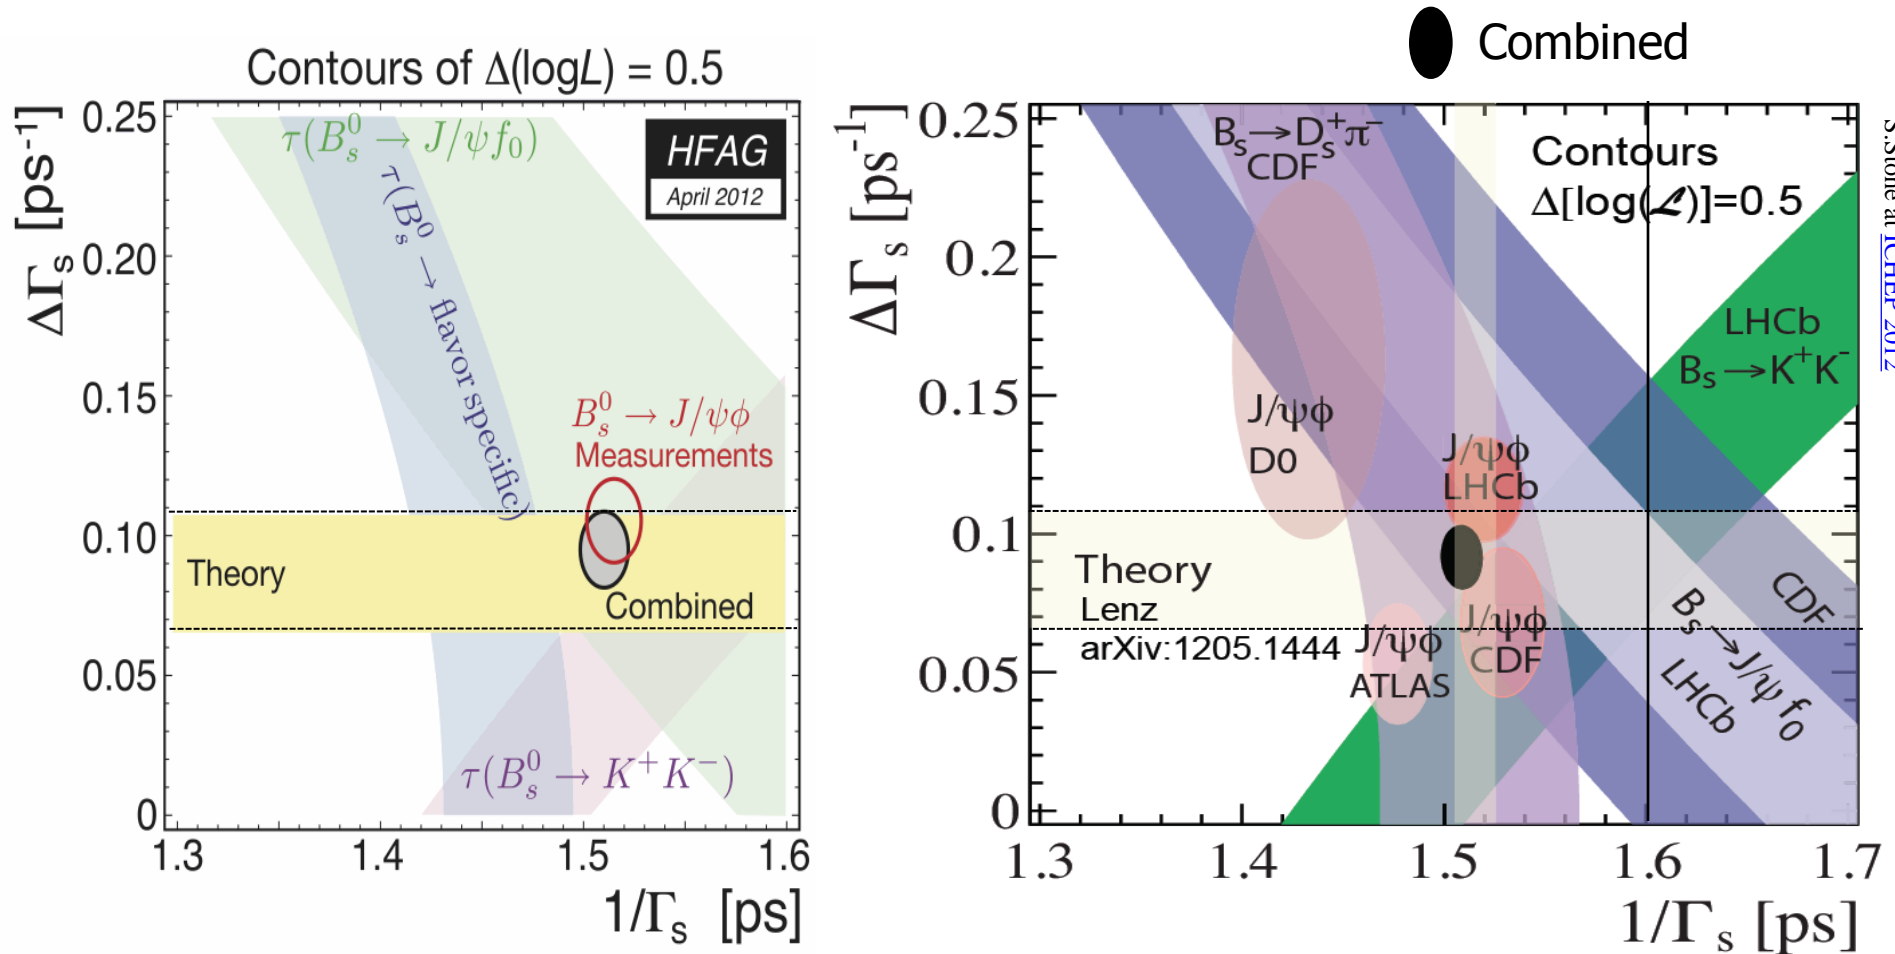 Contours of Δ(logL) = 0.5
ΔΓs [ps-1]
0.25
0.20
0.15
0.10
0.05
0
τ(B0s → J/ψf0)
τ(B0s → flavor specific)
HFAG
April 2012
B0s → J/ψϕ
Measurements
Theory
Combined
τ(B0s → K+K−)
1.3
1.4
1.5
1.6
1/Γs [ps]
Combined
ΔΓs [ps-1]
0.25
0.2
0.15
0.1
0.05
0
Bs→Ds+π-
CDF
Contours
Δ[log(ℒ)]=0.5
LHCb
Bs→K+K-
J/ψϕ
D0
J/ψϕ
LHCb
Theory
Lenz
arXiv:1205.1444
J/ψϕ
ATLAS
J/ψϕ
CDF
CDF
Bs→J/ψ f0
LHCb
1.3
1.4
1.5
1.6
1.7
1/Γs [ps]
S.Stone at ICHEP 2012